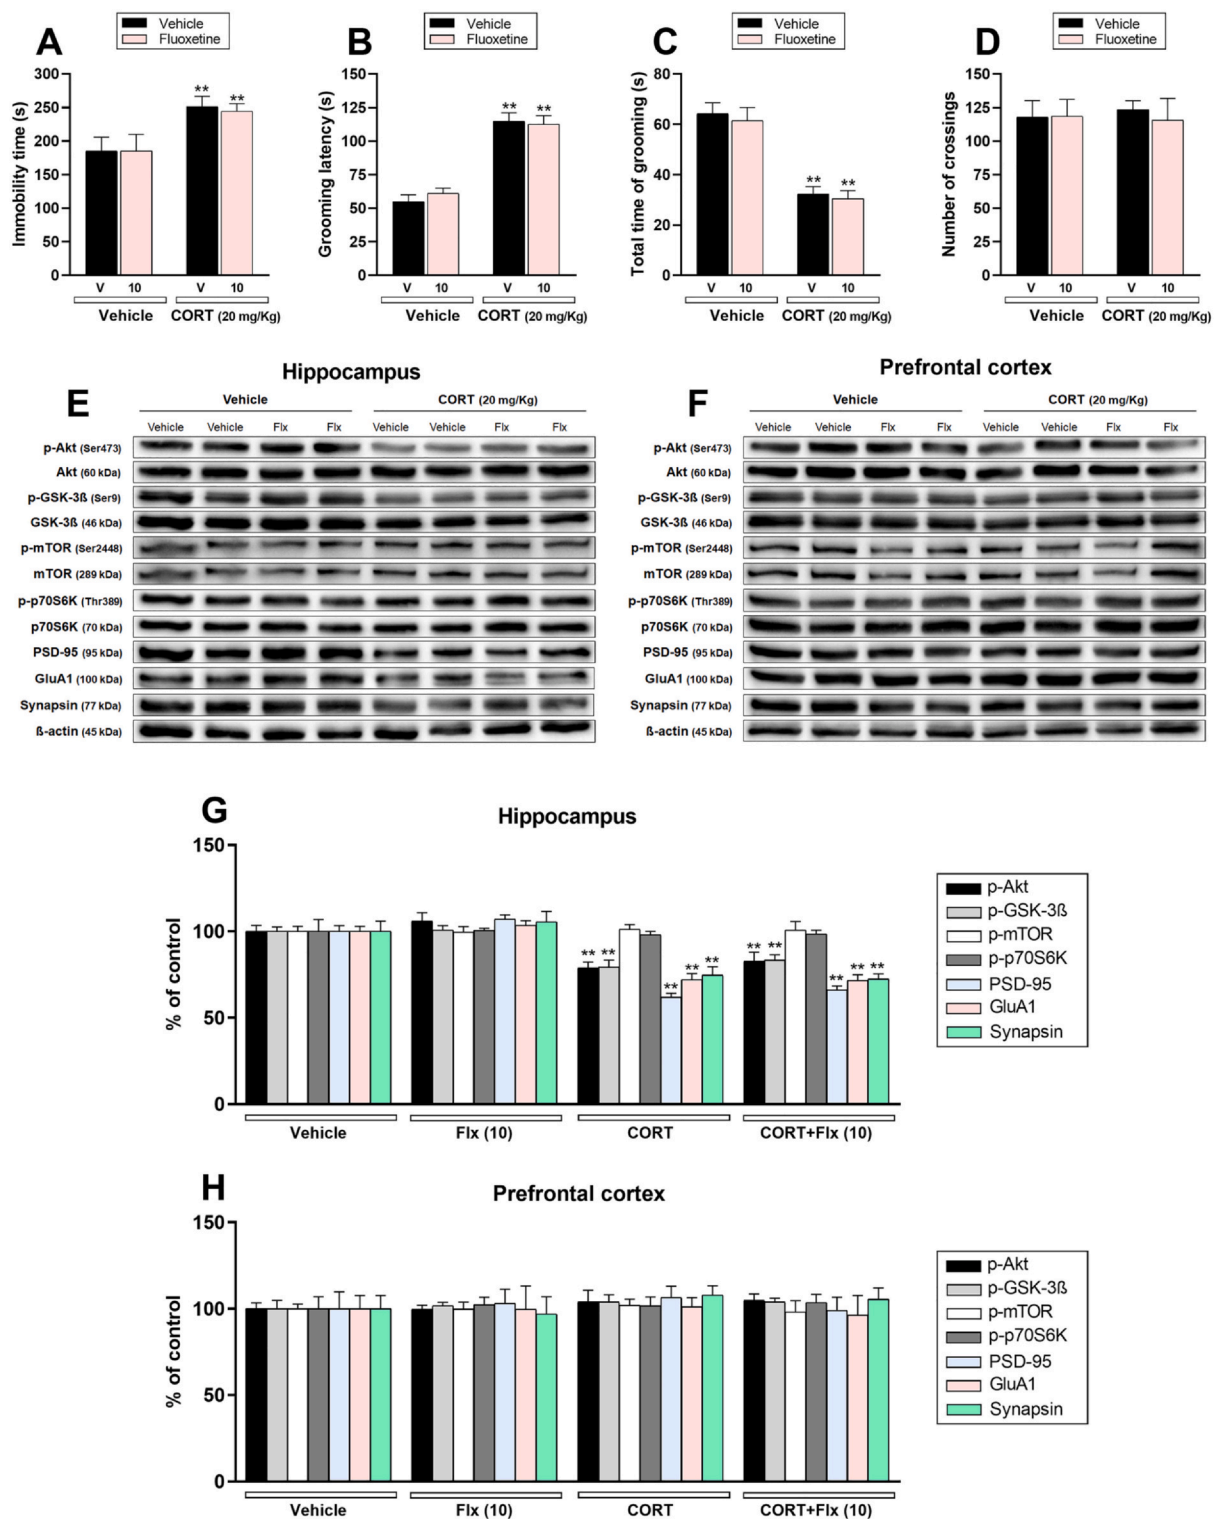 A
Vehicle
Fluoxetine
Immobility time (s)
300
250
200
150
100
50
0
V 10 V 10
Vehicle CORT (20 mg/Kg)
B
Vehicle
Fluoxetine
Grooming latency (s)
150
125
100
75
50
25
0
** **
V 10 V 10
Vehicle CORT (20 mg/Kg)
C
Vehicle
Fluoxetine
Total time of grooming (s)
80
60
40
20
0
** **
V 10 V 10
Vehicle CORT (20 mg/Kg)
D
Vehicle
Fluoxetine
Number of crossings
150
125
100
75
50
25
0
V 10 V 10
Vehicle CORT (20 mg/Kg)
** **
Hippocampus
E
Vehicle CORT (20 mg/Kg)
Vehicle Vehicle Flx Flx Vehicle Vehicle Flx Flx
p-Akt (Ser473)
Akt (60 kDa)
p-GSK-3ß (Ser9)
GSK-3ß (46 kDa)
p-mTOR (Ser2448)
mTOR (289 kDa)
p-p70S6K (Thr389)
p70S6K (70 kDa)
PSD-95 (95 kDa)
GluA1 (100 kDa)
Synapsin (77 kDa)
ß-actin (45 kDa)
Prefrontal cortex
F
Vehicle CORT (20 mg/Kg)
Vehicle Vehicle Flx Flx Vehicle Vehicle Flx Flx
p-Akt (Ser473)
Akt (60 kDa)
p-GSK-3ß (Ser9)
GSK-3ß (46 kDa)
p-mTOR (Ser2448)
mTOR (289 kDa)
p-p70S6K (Thr389)
p70S6K (70 kDa)
PSD-95 (95 kDa)
GluA1 (100 kDa)
Synapsin (77 kDa)
ß-actin (45 kDa)
G
Hippocampus
% of control
150
100
50
0
** ** ** ** ** ** ** ** ** **
Vehicle Flx (10) CORT CORT+Flx (10)
p-Akt
p-GSK-3ß
p-mTOR
p-p70S6K
PSD-95
GluA1
Synapsin
H
Prefrontal cortex
% of control
150
100
50
0
Vehicle Flx (10) CORT CORT+Flx (10)
p-Akt
p-GSK-3ß
p-mTOR
p-p70S6K
PSD-95
GluA1
Synapsin